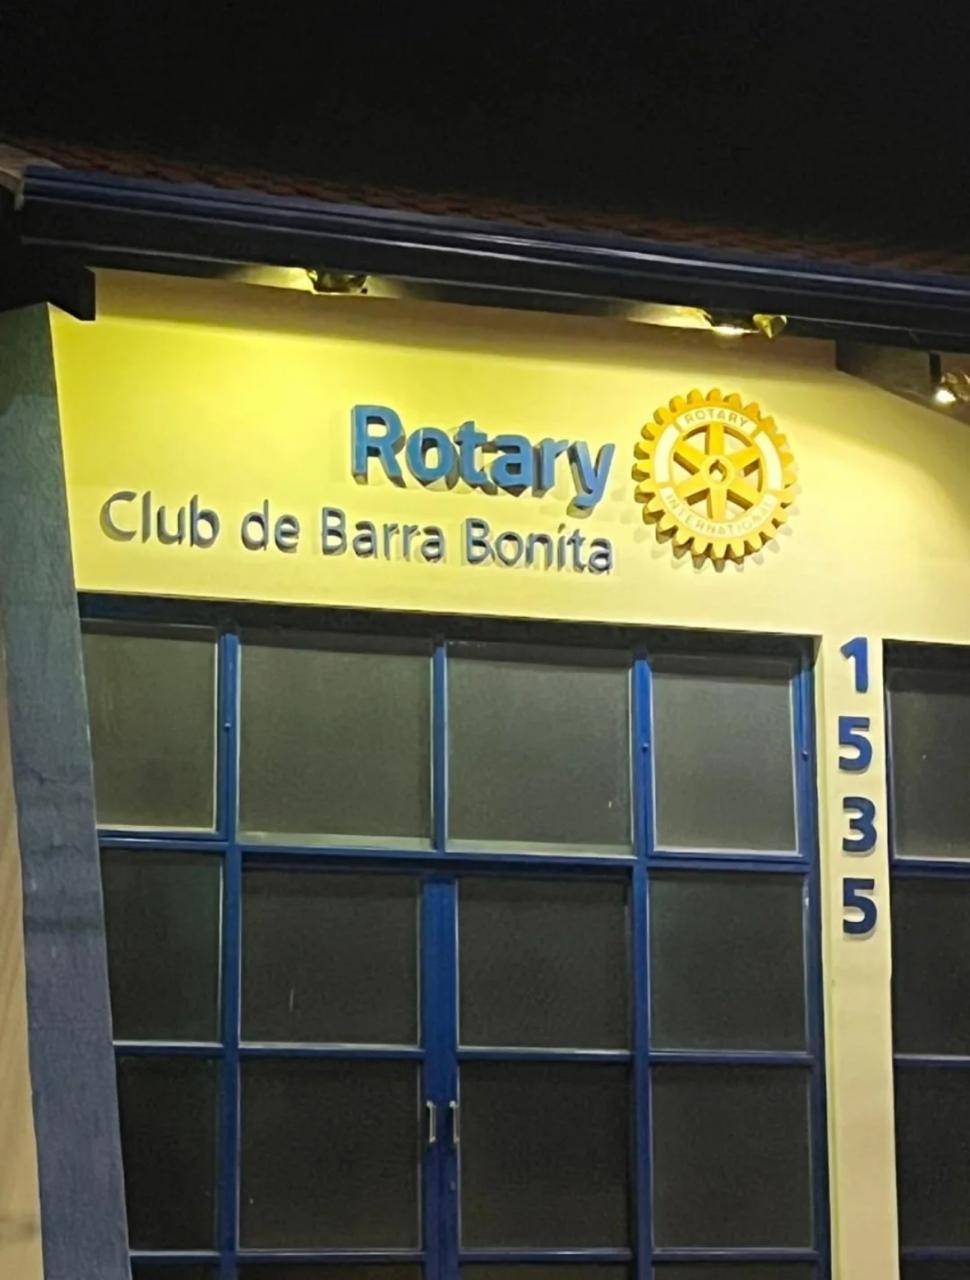 Rotary
Club de Barra Bonita
ROTARY
INTERNATIONAL
1
5
3
5